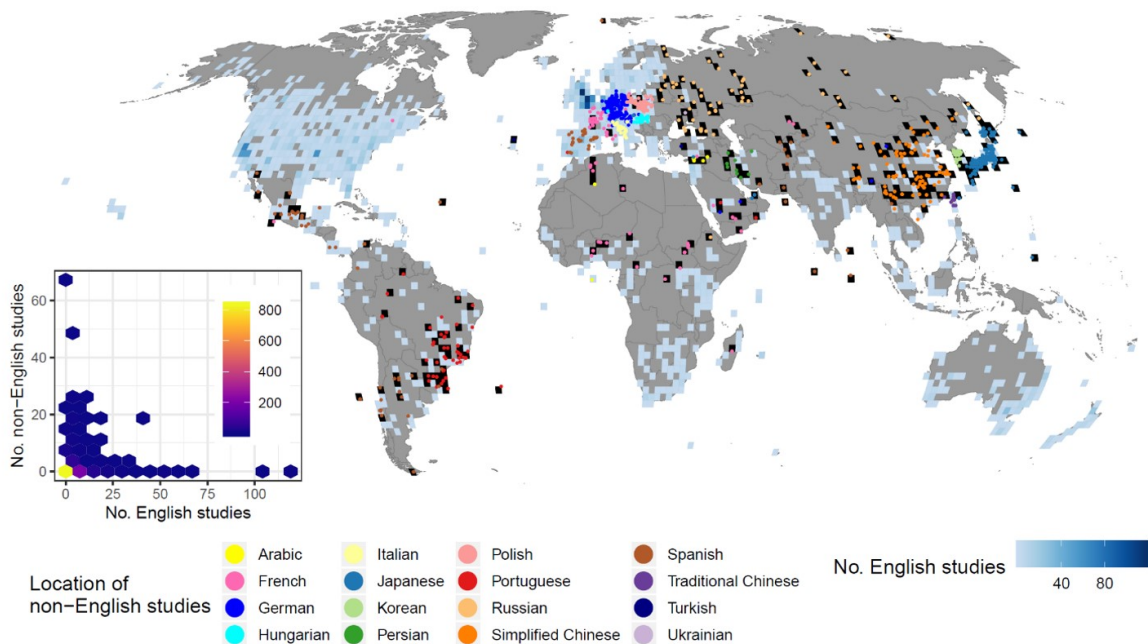 No. non−English studies
60
40
20
0
800
600
400
200
0
25
50
75
100
No. English studies
Location of
non−English studies
Arabic
Italian
Polish
Spanish
French
Japanese
Portuguese
Traditional Chinese
German
Korean
Russian
Turkish
Hungarian
Persian
Simplified Chinese
Ukrainian
No. English studies
40
80